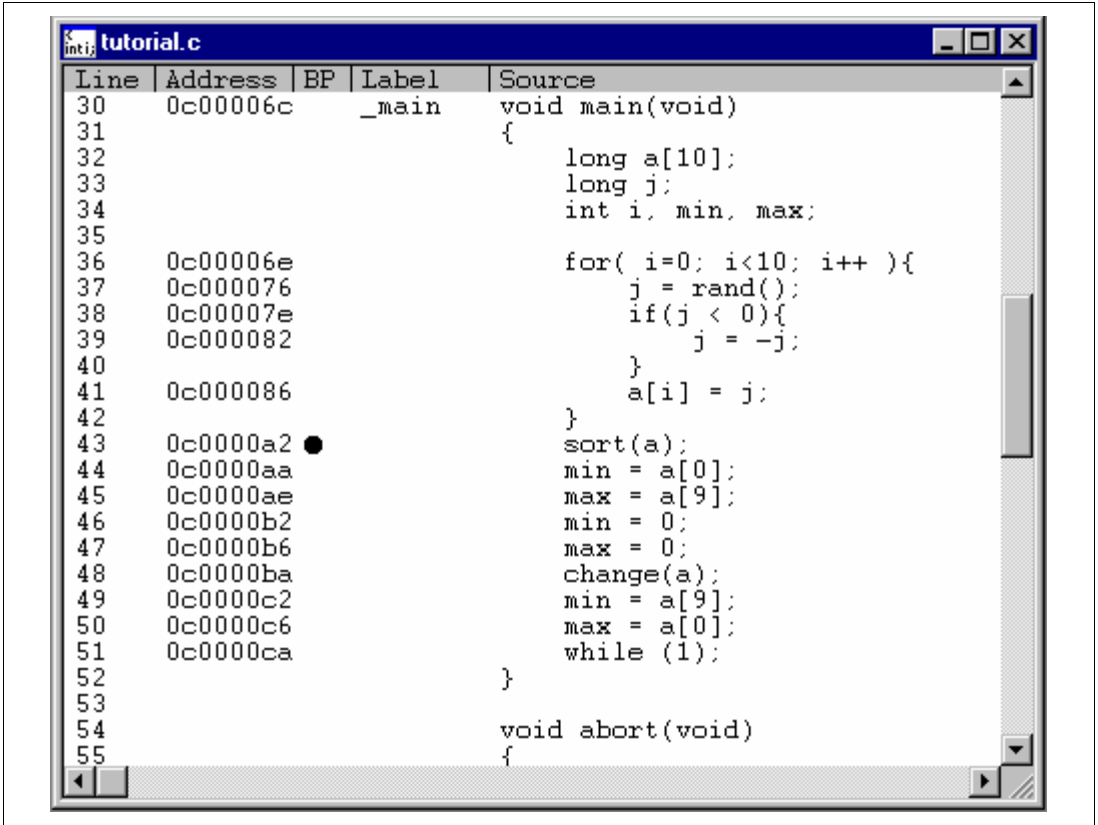 tutorial.c
Line Address BP Label Source
30 0c00006c _main void main(void)
31 {
32 long a[10];
33 long j;
34 int i, min, max;
35
36 0c00006e for( i=0; i<10; i++ ){
37 0c000076 j = rand();
38 0c00007e if(j < 0){
39 0c000082 j = -j;
40 }
41 0c000086 a[i] = j;
42 }
43 0c0000a2 ● sort(a);
44 0c0000aa min = a[0];
45 0c0000ae max = a[9];
46 0c0000b2 min = 0;
47 0c0000b6 max = 0;
48 0c0000ba change(a);
49 0c0000c2 min = a[9];
50 0c0000c6 max = a[0];
51 0c0000ca while (1);
52 }
53
54 void abort(void)
55 {